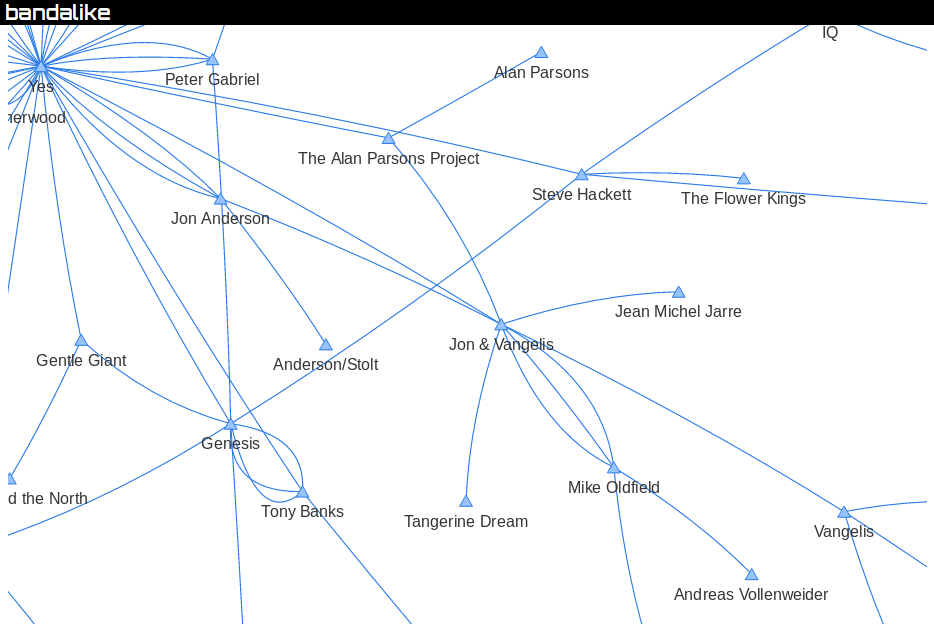 bandalike
IQ
Peter Gabriel
Alan Parsons
Yes
herwood
The Alan Parsons Project
Steve Hackett
The Flower Kings
Jon Anderson
Jean Michel Jarre
Jon & Vangelis
Gentle Giant
Anderson/Stolt
Genesis
d the North
Mike Oldfield
Tony Banks
Tangerine Dream
Vangelis
Andreas Vollenweider